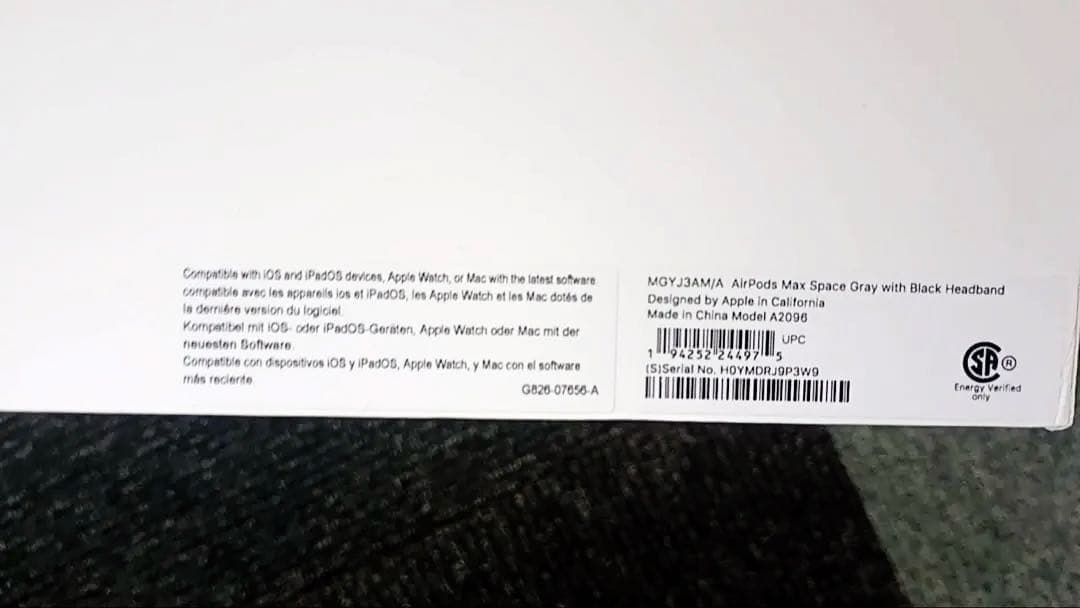 Compatible with iOS and iPadOS devices, Apple Watch, or Mac with the latest software.
compatible avec les appareils ios et iPadOS, les Apple Watch et les Mac dotés de
la derniére version du logiciel.
Kompatibel mit iOS- oder iPadOS-Geräten, Apple Watch oder Mac mit der
neuesten Software.
Compatible con dispositivos iOS y iPadOS, Apple Watch, y Mac con el software
más reciente
G826-07656-A
MGYJ3AM/A AirPods Max Space Gray with Black Headband
Designed by Apple in California
Made in China Model A2096
UPC
1 94252 24497 5
(S)Serial No. H0YMDRJ9P3W9
SA ®
Energy Verified
only